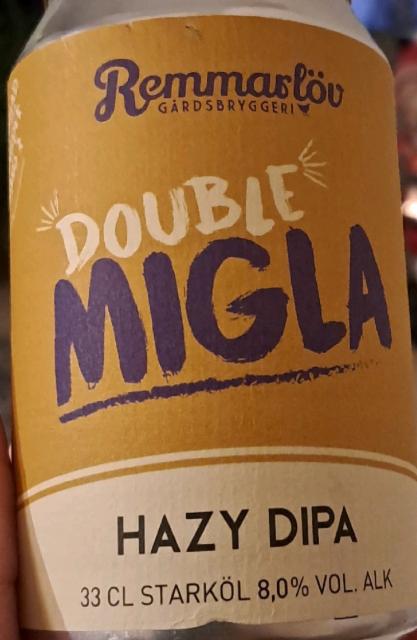 Remmarlöv
GÅRDSBRYGGERI
DOUBLE
MIGLA
HAZY DIPA
33 CL STARKÖL 8,0% VOL. ALK